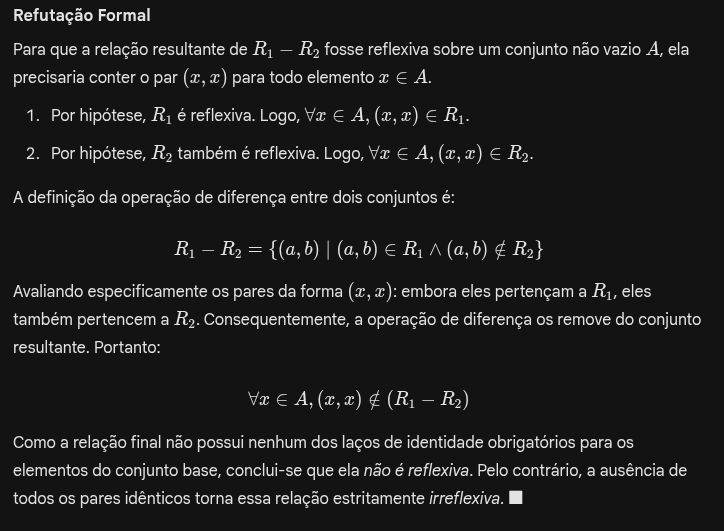 Refutação Formal
Para que a relação resultante de R₁ − R₂ fosse reflexiva sobre um conjunto não vazio A, ela
precisaria conter o par (x, x) para todo elemento x ∈ A.
1. Por hipótese, R₁ é reflexiva. Logo, ∀x ∈ A, (x, x) ∈ R₁.
2. Por hipótese, R₂ também é reflexiva. Logo, ∀x ∈ A, (x, x) ∈ R₂.
A definição da operação de diferença entre dois conjuntos é:
R₁ − R₂ = {(a, b) | (a, b) ∈ R₁ ∧ (a, b) ∉ R₂}
Avaliando especificamente os pares da forma (x, x): embora eles pertençam a R₁, eles
também pertencem a R₂. Consequentemente, a operação de diferença os remove do conjunto
resultante. Portanto:
∀x ∈ A, (x, x) ∉ (R₁ − R₂)
Como a relação final não possui nenhum dos laços de identidade obrigatórios para os
elementos do conjunto base, conclui-se que ela não é reflexiva. Pelo contrário, a ausência de
todos os pares idênticos torna essa relação estritamente irreflexiva. ■